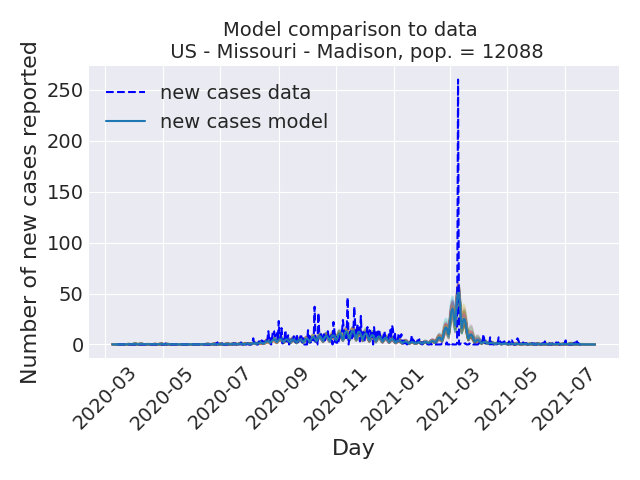 Model comparison to data
US - Missouri - Madison, pop. = 12088
Number of new cases reported
250
200
150
100
50
0
new cases data
new cases model
2020-03
2020-05
2020-07
2020-09
2020-11
2021-01
2021-03
2021-05
2021-07
Day